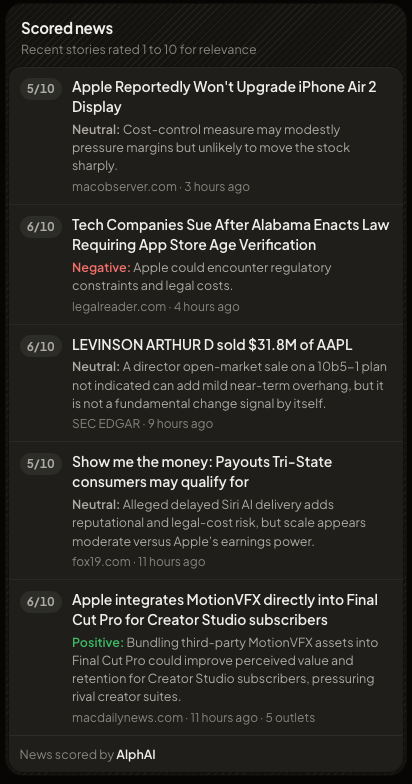 Scored news
Recent stories rated 1 to 10 for relevance
5/10
Apple Reportedly Won't Upgrade iPhone Air 2
Display
Neutral: Cost-control measure may modestly
pressure margins but unlikely to move the stock
sharply.
macobserver.com · 3 hours ago
6/10
Tech Companies Sue After Alabama Enacts Law
Requiring App Store Age Verification
Negative: Apple could encounter regulatory
constraints and legal costs.
legalreader.com · 4 hours ago
6/10
LEVINSON ARTHUR D sold $31.8M of AAPL
Neutral: A director open-market sale on a 10b5-1 plan
not indicated can add mild near-term overhang, but it
is not a fundamental change signal by itself.
SEC EDGAR · 9 hours ago
5/10
Show me the money: Payouts Tri-State
consumers may qualify for
Neutral: Alleged delayed Siri AI delivery adds
reputational and legal-cost risk, but scale appears
moderate versus Apple's earnings power.
fox19.com · 11 hours ago
6/10
Apple integrates MotionVFX directly into Final
Cut Pro for Creator Studio subscribers
Positive: Bundling third-party MotionVFX assets into
Final Cut Pro could improve perceived value and
retention for Creator Studio subscribers, pressuring
rival creator suites.
macdailynews.com · 11 hours ago · 5 outlets
News scored by AlphAI